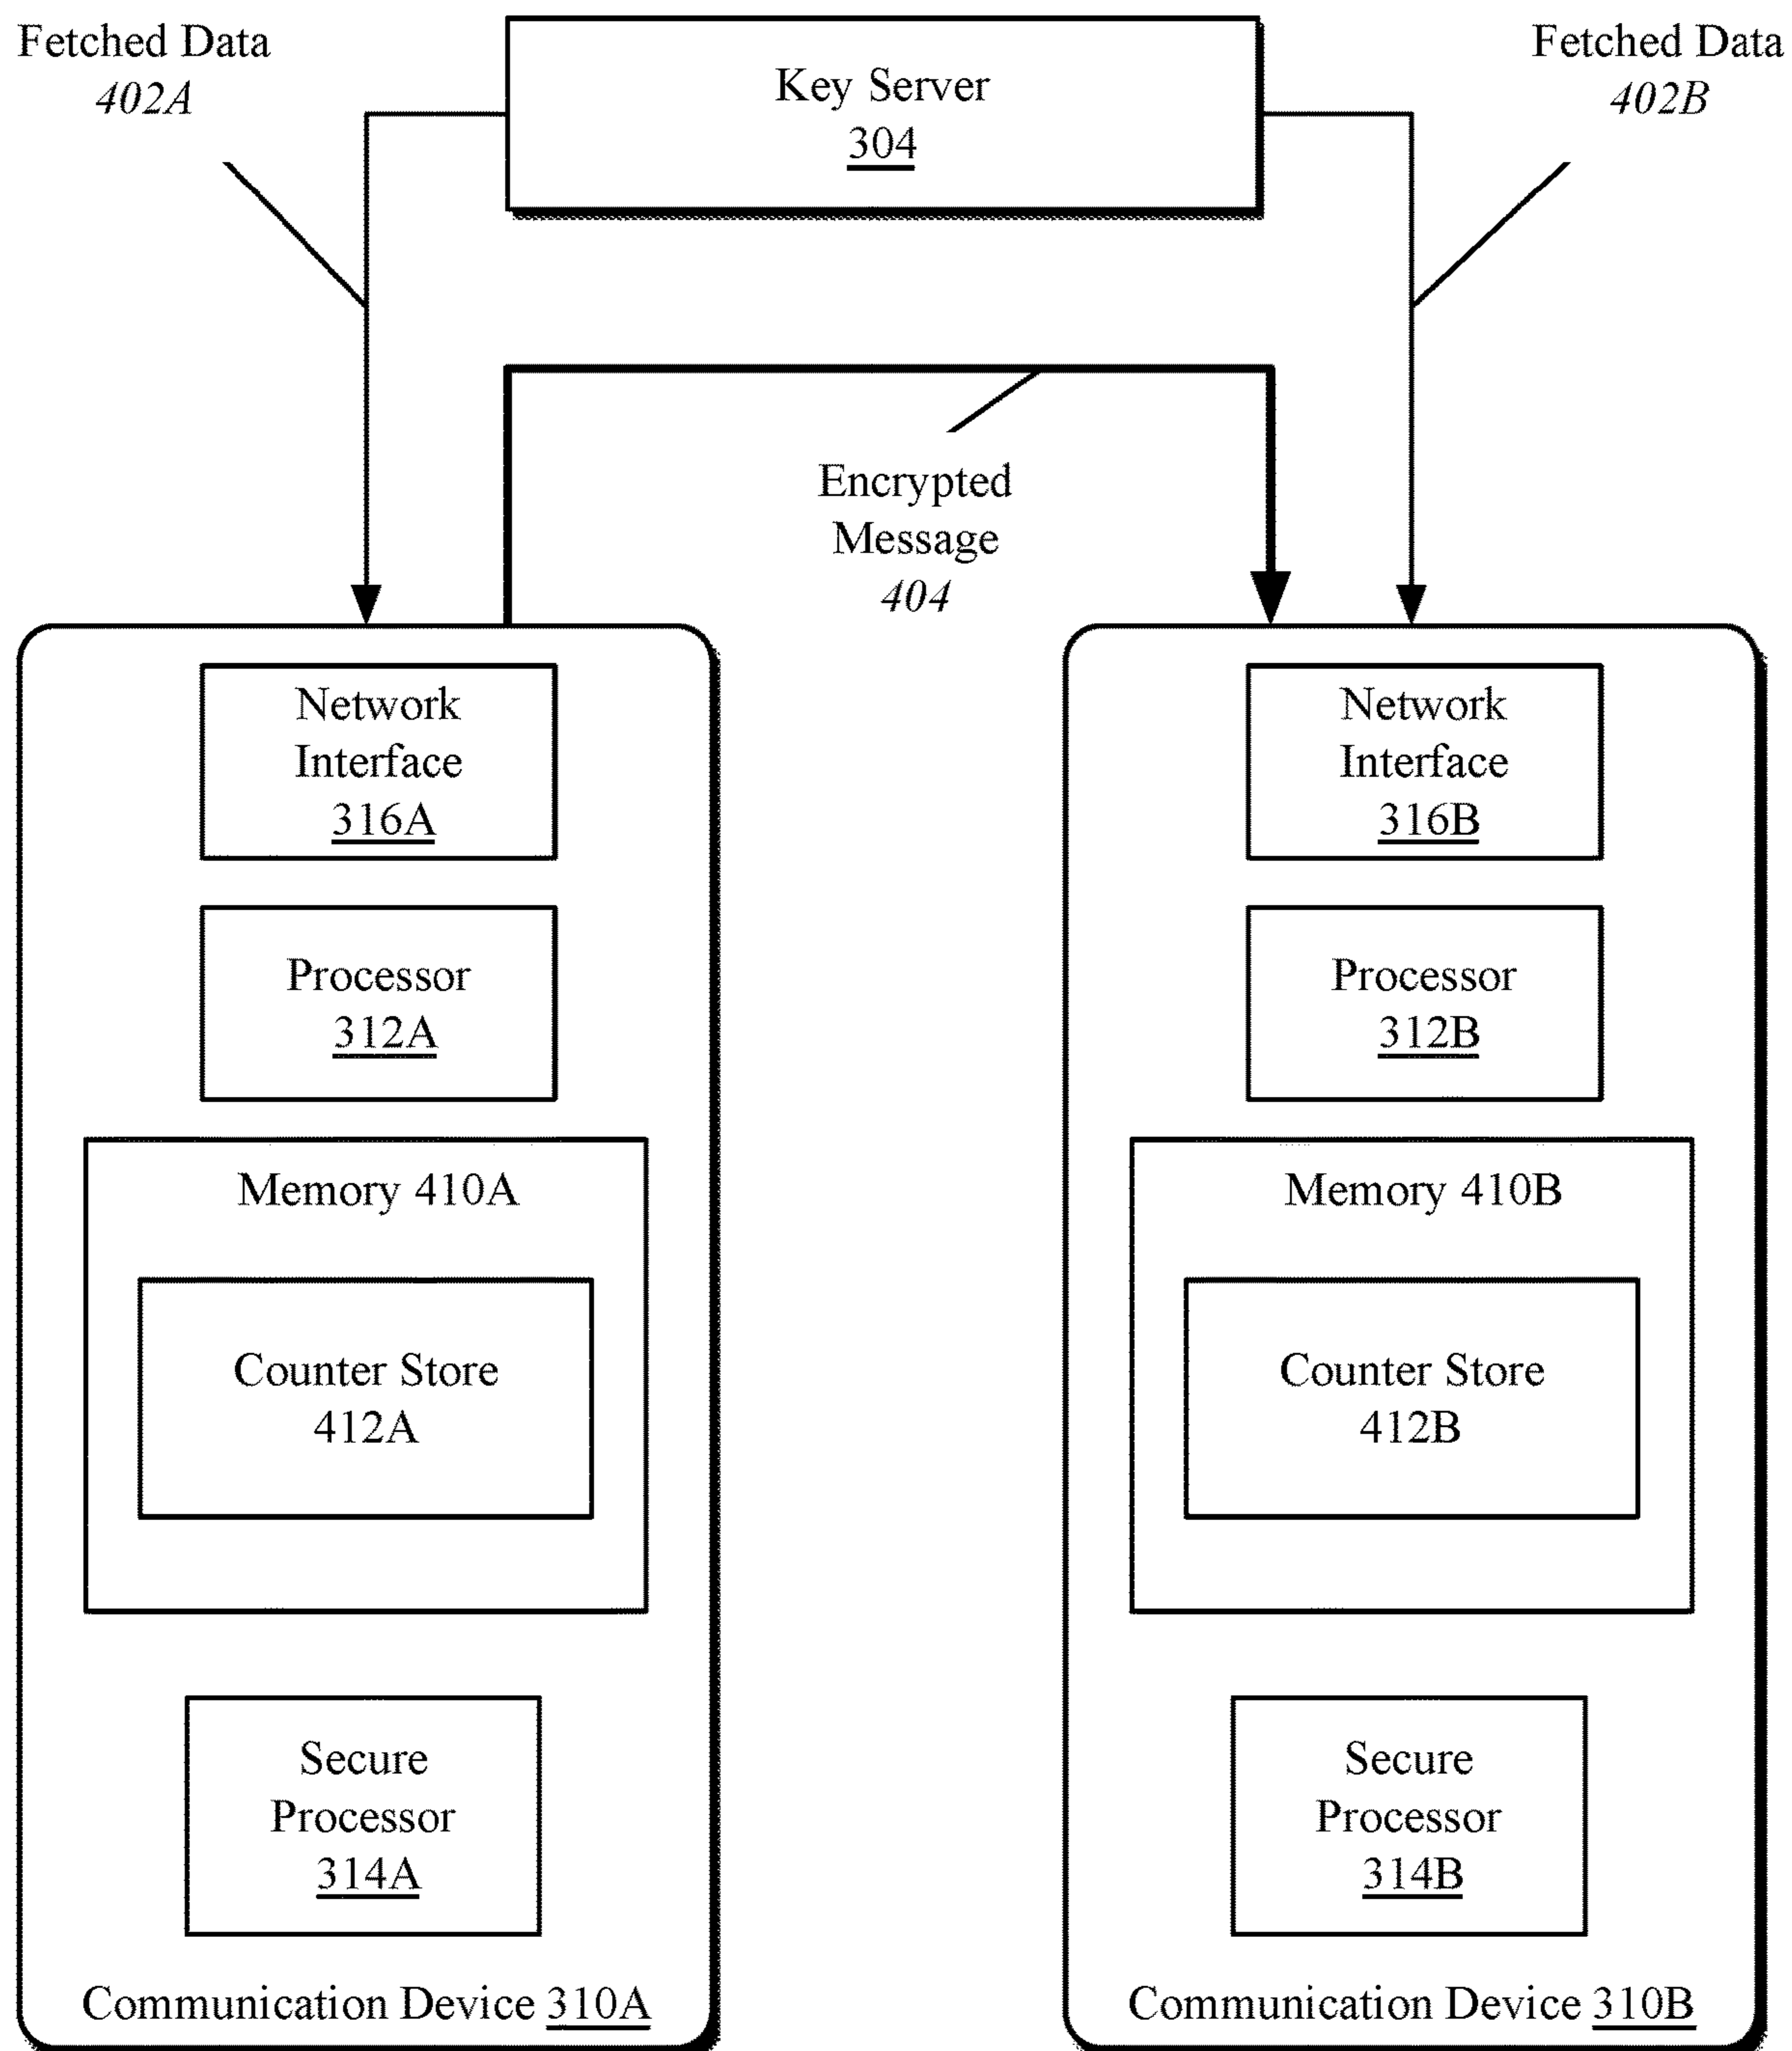 Fetched Data
402A
Key Server
304
Fetched Data
402B
Encrypted
Message
404
Network
Interface
316A
Processor
312A
Memory 410A
Counter Store
412A
Secure
Processor
314A
Communication Device 310A
Network
Interface
316B
Processor
312B
Memory 410B
Counter Store
412B
Secure
Processor
314B
Communication Device 310B